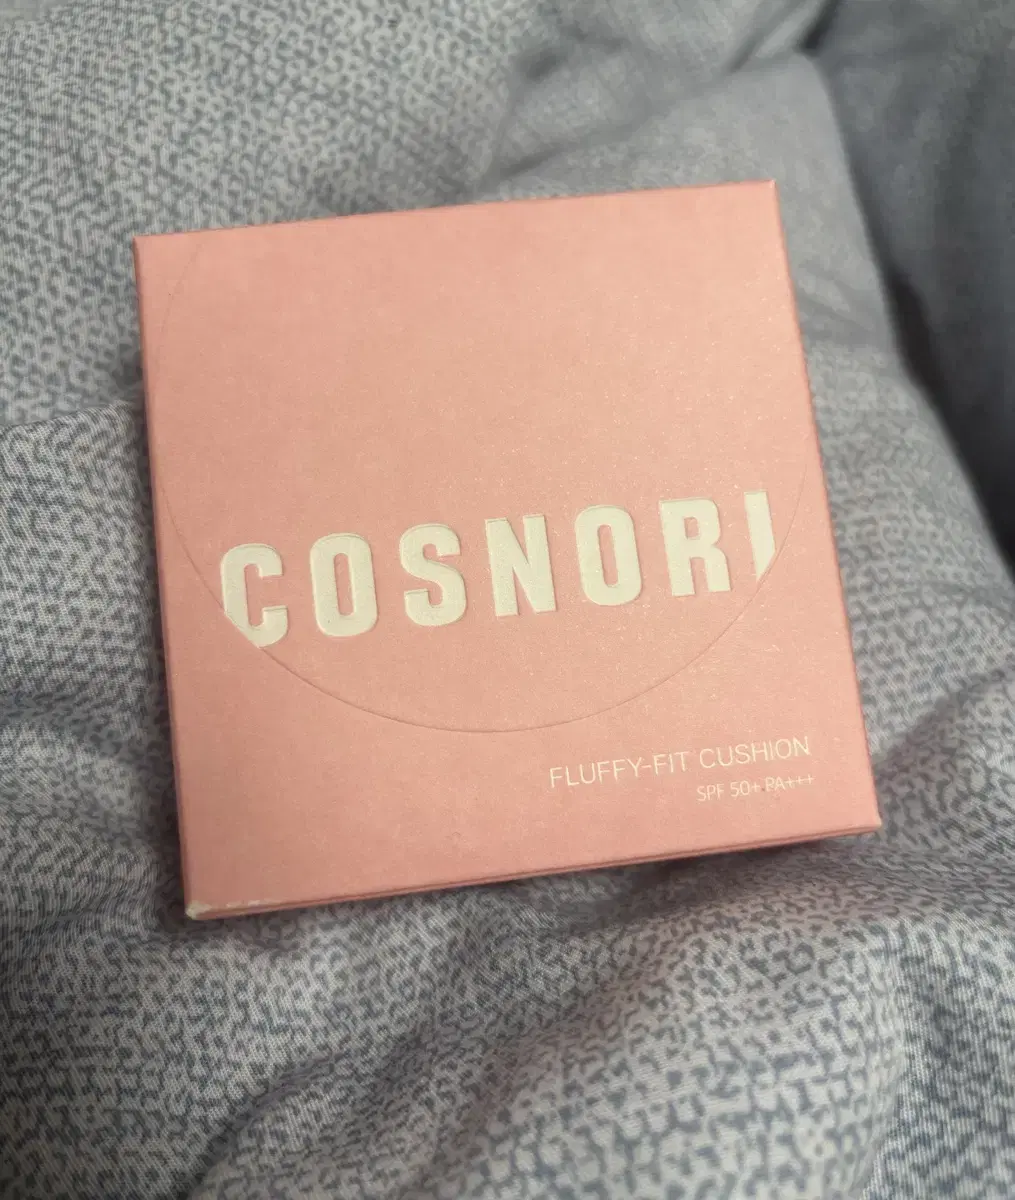 COSNORI
FLUFFY-FIT CUSHION
SPF 50+ PA+++